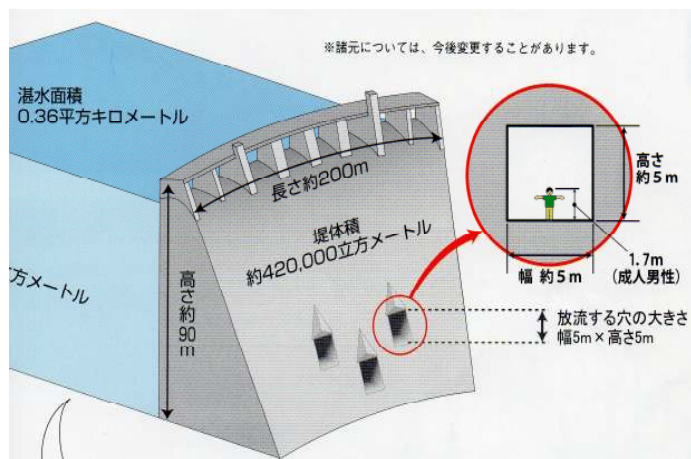 ※諸元については、今後変更することがあります。
湛水面積
0.36平方キロメートル
長さ約200m
堤体積
約420,000立方メートル
高さ約90m
方メートル
高さ
約5m
1.7m
(成人男性)
幅 約5m
放流する穴の大きさ
幅5m×高さ5m